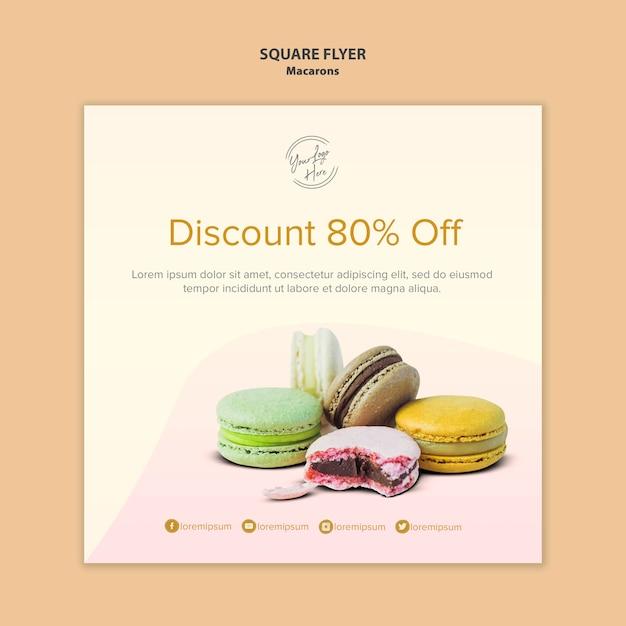 SQUARE FLYER
Macarons
Your Logo
Here
Discount 80% Off
Lorem ipsum dolor sit amet, consectetur adipiscing elit, sed do eiusmod
tempor incididunt ut labore et dolore magna aliqua.
loremipsum loremipsum loremipsum loremipsum